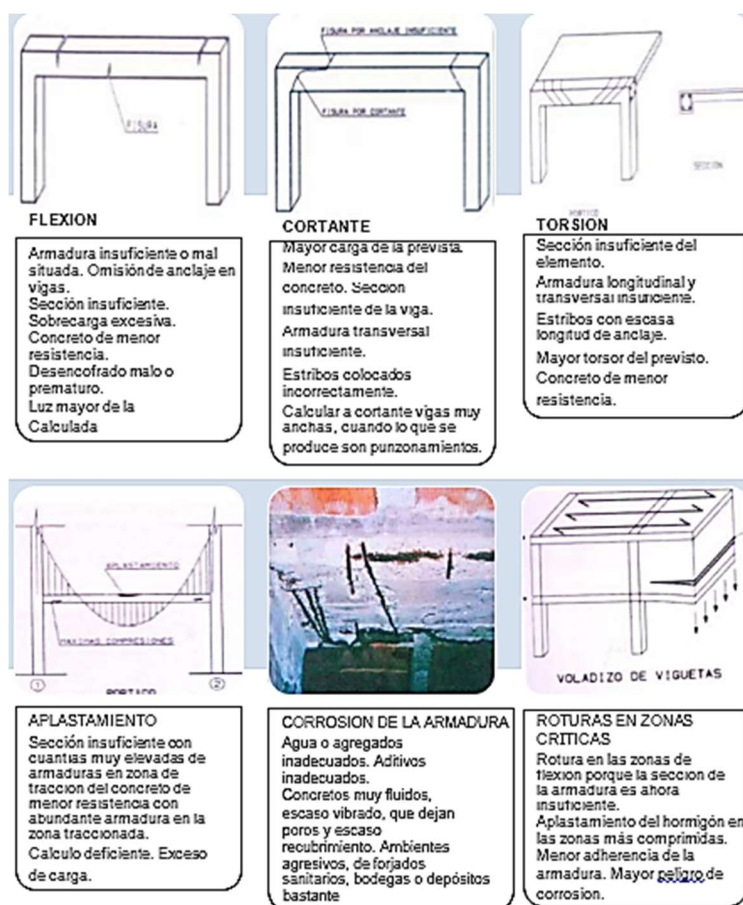 FISURA
FLEXION
Armadura insuficiente o mal
situada. Omisión de anclaje en
vigas.
Sección insuficiente.
Sobrecarga excesiva.
Concreto de menor
resistencia.
Desencofrado malo o
prematuro.
Luz mayor de la
Calculada
FISURA POR ANCLAJE INSUFICIENTE
FISURA POR CORTANTE
CORTANTE
Mayor carga de la prevista.
Menor resistencia del
concreto. Sección
insuficiente de la viga.
Armadura transversal
insuficiente.
Estribos colocados
incorrectamente.
Calcular a cortante vigas muy
anchas, cuando lo que se
produce son punzonamientos.
SECCION
PORTICO
TORSION
Sección insuficiente del
elemento.
Armadura longitudinal y
transversal insuficiente.
Estribos con escasa
longitud de anclaje.
Mayor torsor del previsto.
Concreto de menor
resistencia.
APLASTAMIENTO
MAXIMAS COMPRESIONES
1
2
PORTICO
APLASTAMIENTO
Sección insuficiente con
cuantias muy elevadas de
armaduras en zona de
traccion del concreto de
menor resistencia con
abundante armadura en la
zona traccionada.
Calculo deficiente. Exceso
de carga.
CORROSION DE LA ARMADURA
Agua o agregados
inadecuados. Aditivos
inadecuados.
Concretos muy fluidos,
escaso vibrado, que dejan
poros y escaso
recubrimiento. Ambientes
agresivos, de forjados
sanitarios, bodegas o depósitos
bastante
VOLADIZO DE VIGUETAS
ROTURAS EN ZONAS
CRITICAS
Rotura en las zonas de
flexion porque la seccion de
la armadura es ahora
insuficiente.
Aplastamiento del hormigón en
las zonas más comprimidas.
Menor adherencia de la
armadura. Mayor peligro de
corrosion.